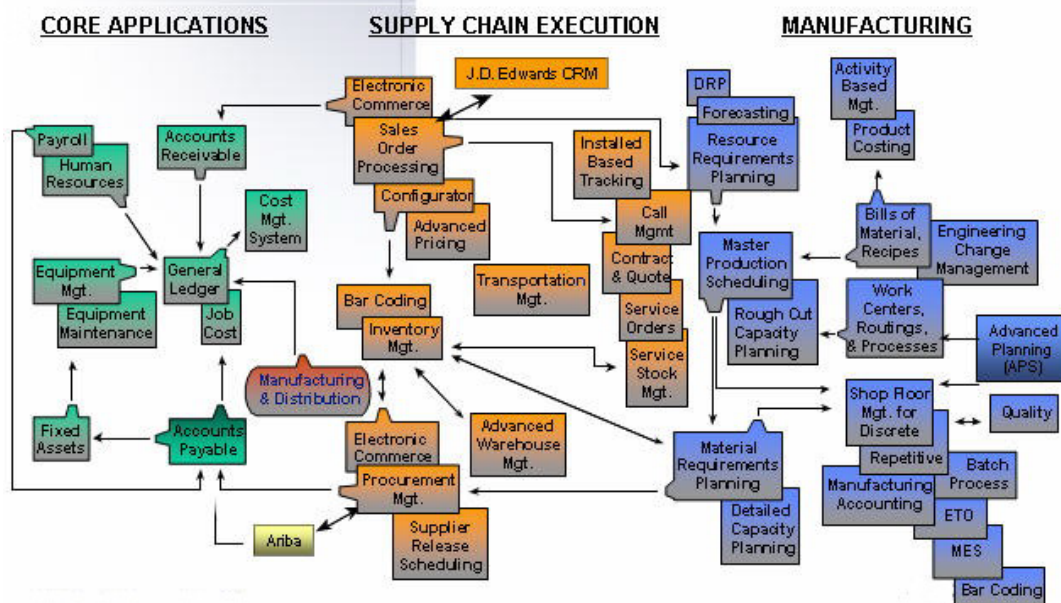 CORE APPLICATIONS
SUPPLY CHAIN EXECUTION
MANUFACTURING
Payroll
Human
Resources
Accounts
Receivable
Cost
Mgt.
System
Equipment
Mgt.
Equipment
Maintenance
General
Ledger
Job
Cost
Fixed
Assets
Accounts
Payable
Manufacturing
& Distribution
Ariba
Electronic
Commerce
J.D. Edwards CRM
Sales
Order
Processing
Configurator
Advanced
Pricing
Installed
Based
Tracking
Call
Mgmt
Contract
& Quote
Service
Orders
Service
Stock
Mgt.
Transportation
Mgt.
Bar Coding
Inventory
Mgt.
Electronic
Commerce
Procurement
Mgt.
Supplier
Release
Scheduling
Advanced
Warehouse
Mgt.
DRP
Forecasting
Resource
Requirements
Planning
Activity
Based
Mgt.
Product
Costing
Master
Production
Scheduling
Rough Cut
Capacity
Planning
Bills of
Material,
Recipes
Engineering
Change
Management
Work
Centers,
Routings,
& Processes
Advanced
Planning
(APS)
Shop Floor
Mgt. for
Discrete
Quality
Repetitive
Manufacturing
Accounting
Batch
Process
ETO
MES
Bar Coding
Material
Requirements
Planning
Detailed
Capacity
Planning